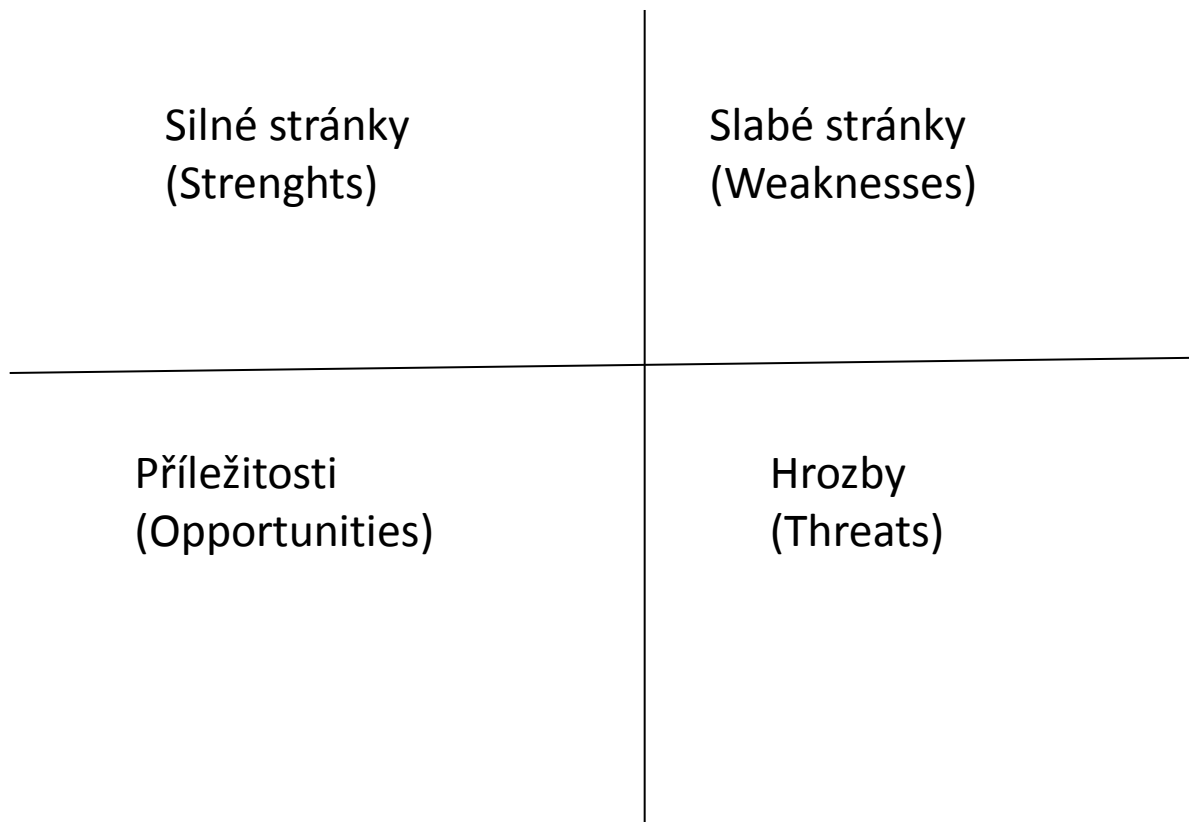 Silné stránky
(Strenghts)
Slabé stránky
(Weaknesses)
Příležitosti
(Opportunities)
Hrozby
(Threats)